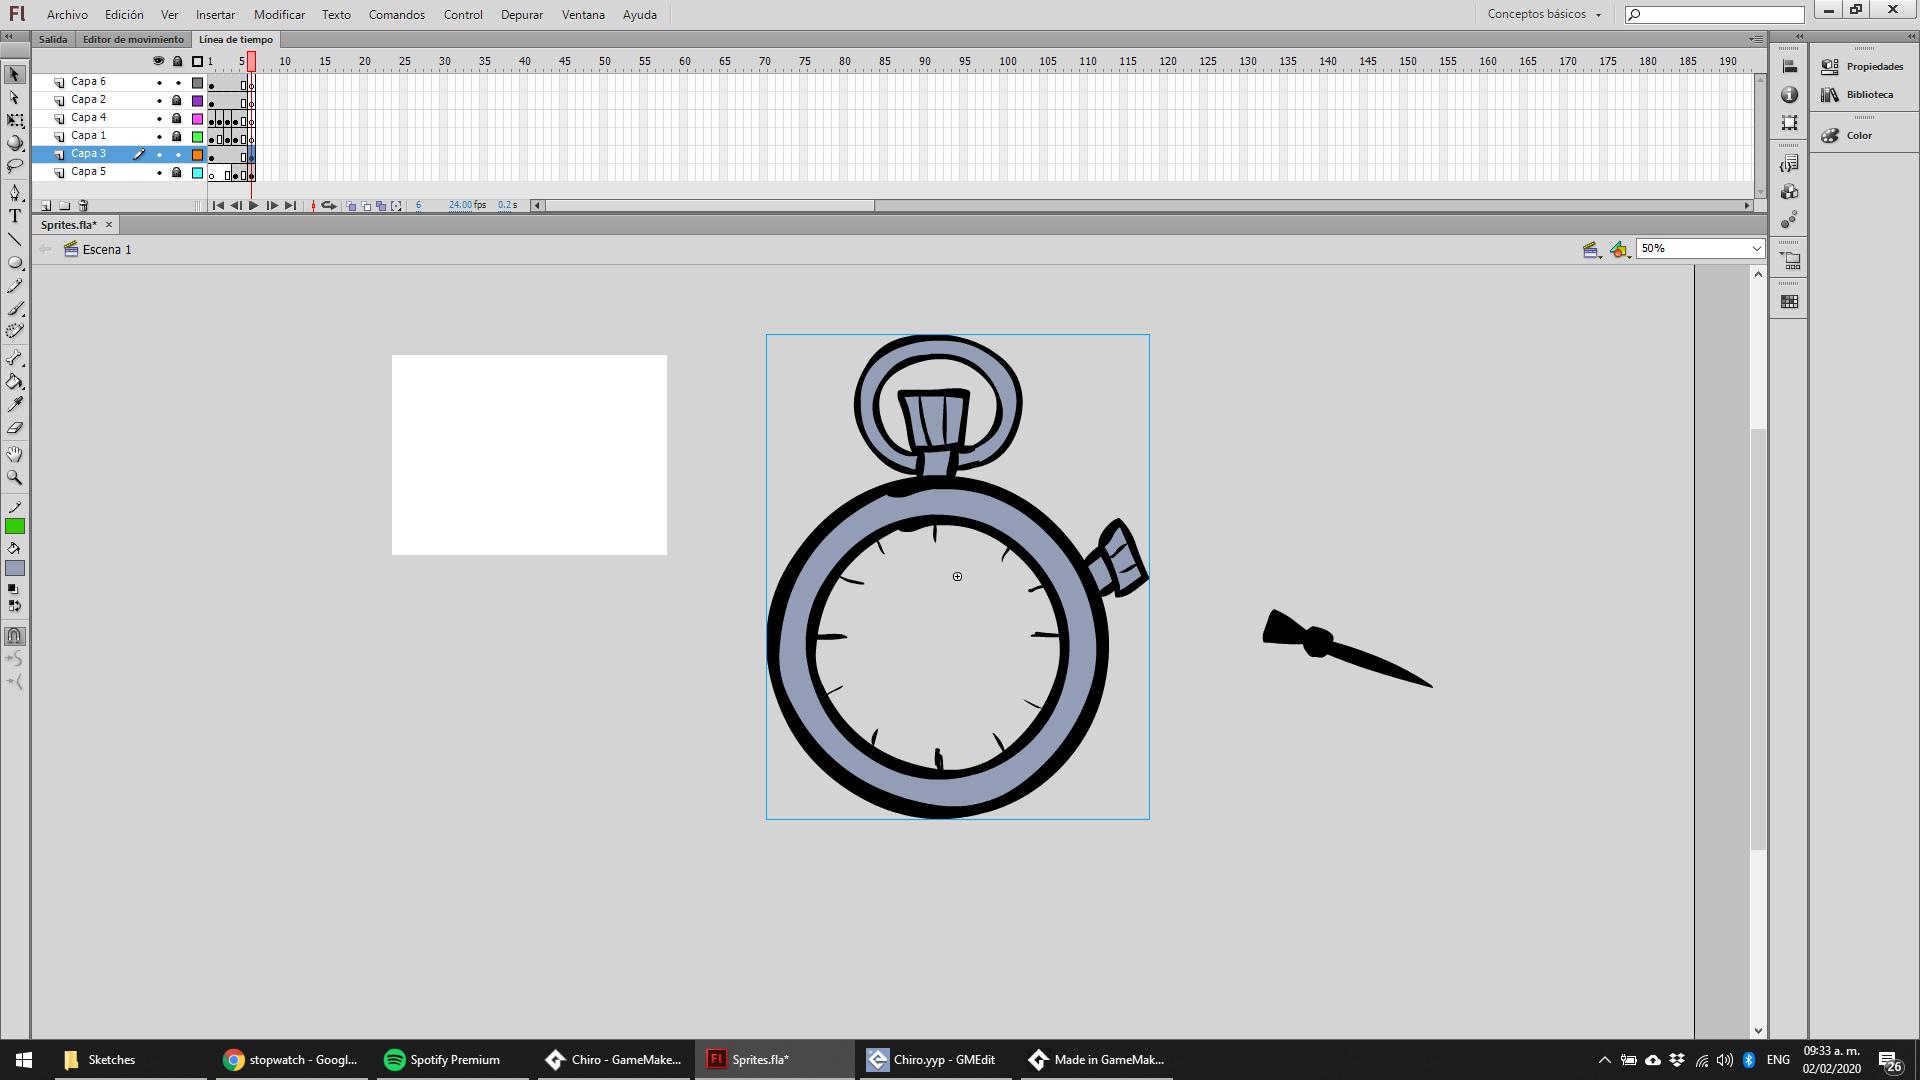 Fl Archivo Edición Ver Insertar Modificar Texto Comandos Control Depurar Ventana Ayuda Conceptos básicos
Salida Editor de movimiento Línea de tiempo
1 5 10 15 20 25 30 35 40 45 50 55 60 65 70 75 80 85 90 95 100 105 110 115 120 125 130 135 140 145 150 155 160 165 170 175 180 185 190
Capa 6
Capa 2
Capa 4
Capa 1
Capa 3
Capa 5
6 24.00 fps 0.2 s
Propiedades
Biblioteca
Color
Sprites.fla*
Escena 1
50%
T
Sketches
stopwatch - Googl...
Spotify Premium
Chiro - GameMake...
Fl Sprites.fla*
Chiro.yyp - GMEdit
Made in GameMak...
ENG
09:33 a. m.
02/02/2020
26